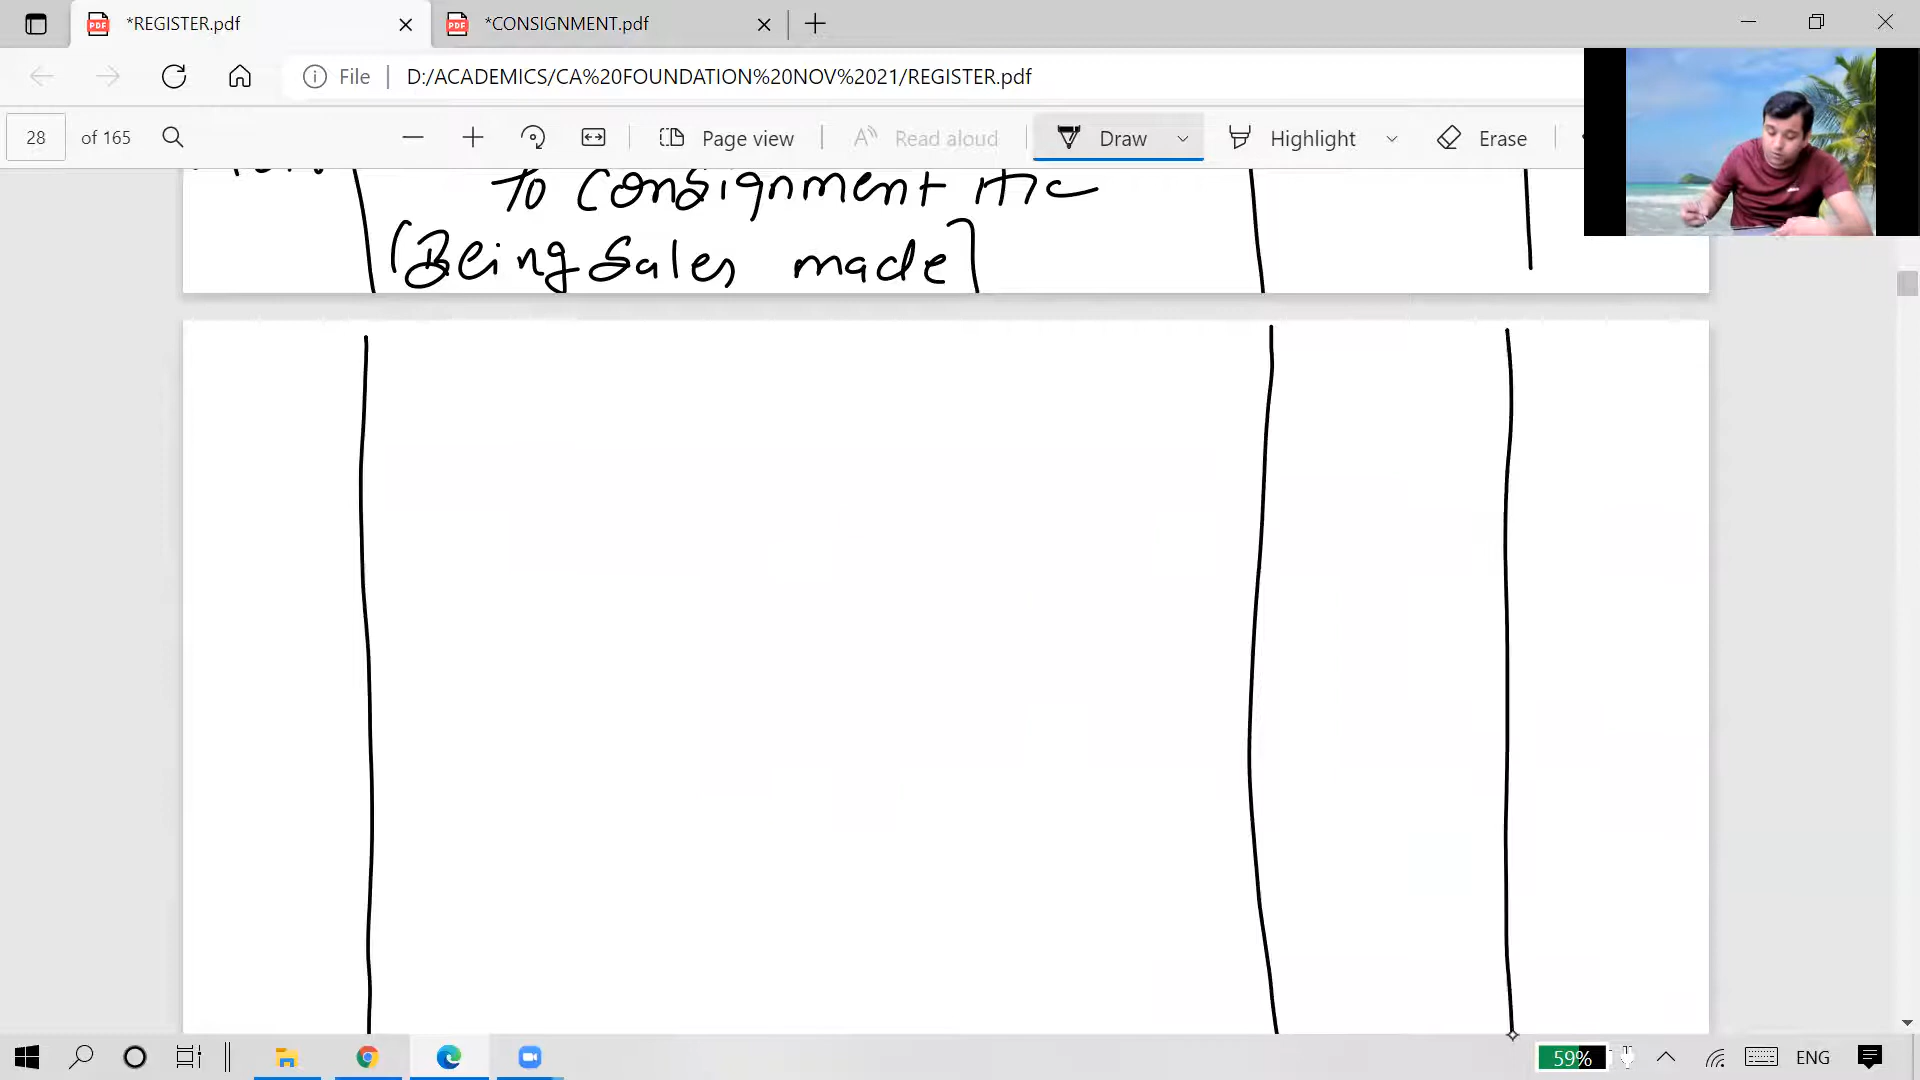 *REGISTER.pdf
*CONSIGNMENT.pdf
File
D:/ACADEMICS/CA%20FOUNDATION%20NOV%2021/REGISTER.pdf
28 of 165
Page view
Read aloud
Draw
Highlight
Erase
To Consignment
(Being Sales made)
59%
ENG